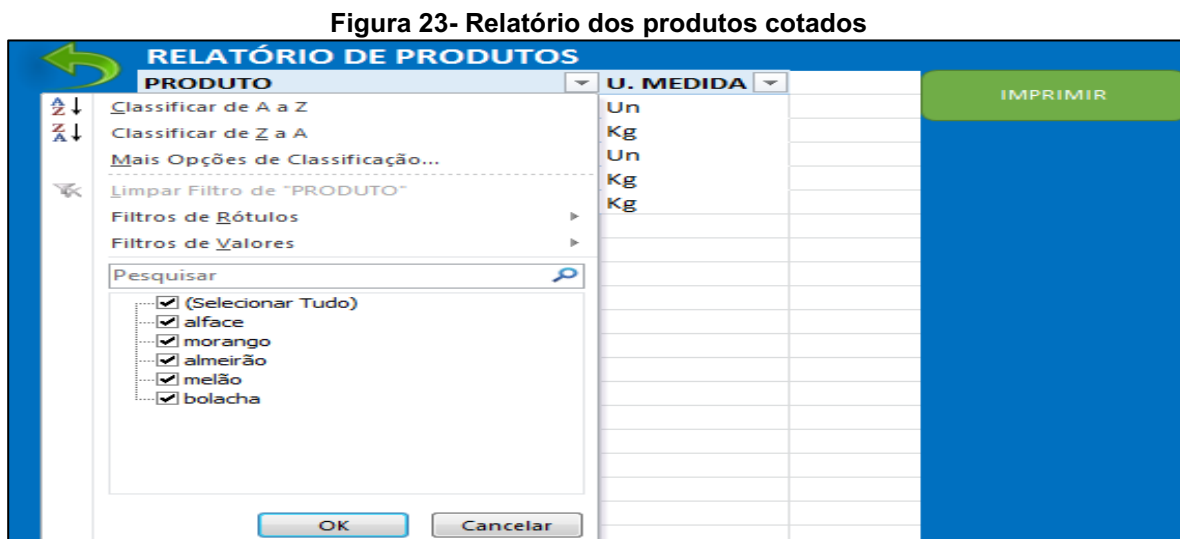 Figura 23- Relatório dos produtos cotados
RELATÓRIO DE PRODUTOS
PRODUTO U. MEDIDA
IMPRIMIR
Classificar de A a Z
Classificar de Z a A
Mais Opções de Classificação...
Limpar Filtro de "PRODUTO"
Filtros de Rótulos
Filtros de Valores
Pesquisar
(Selecionar Tudo)
alface
morango
almeirão
melão
bolacha
OK Cancelar
Un
Kg
Un
Kg
Kg